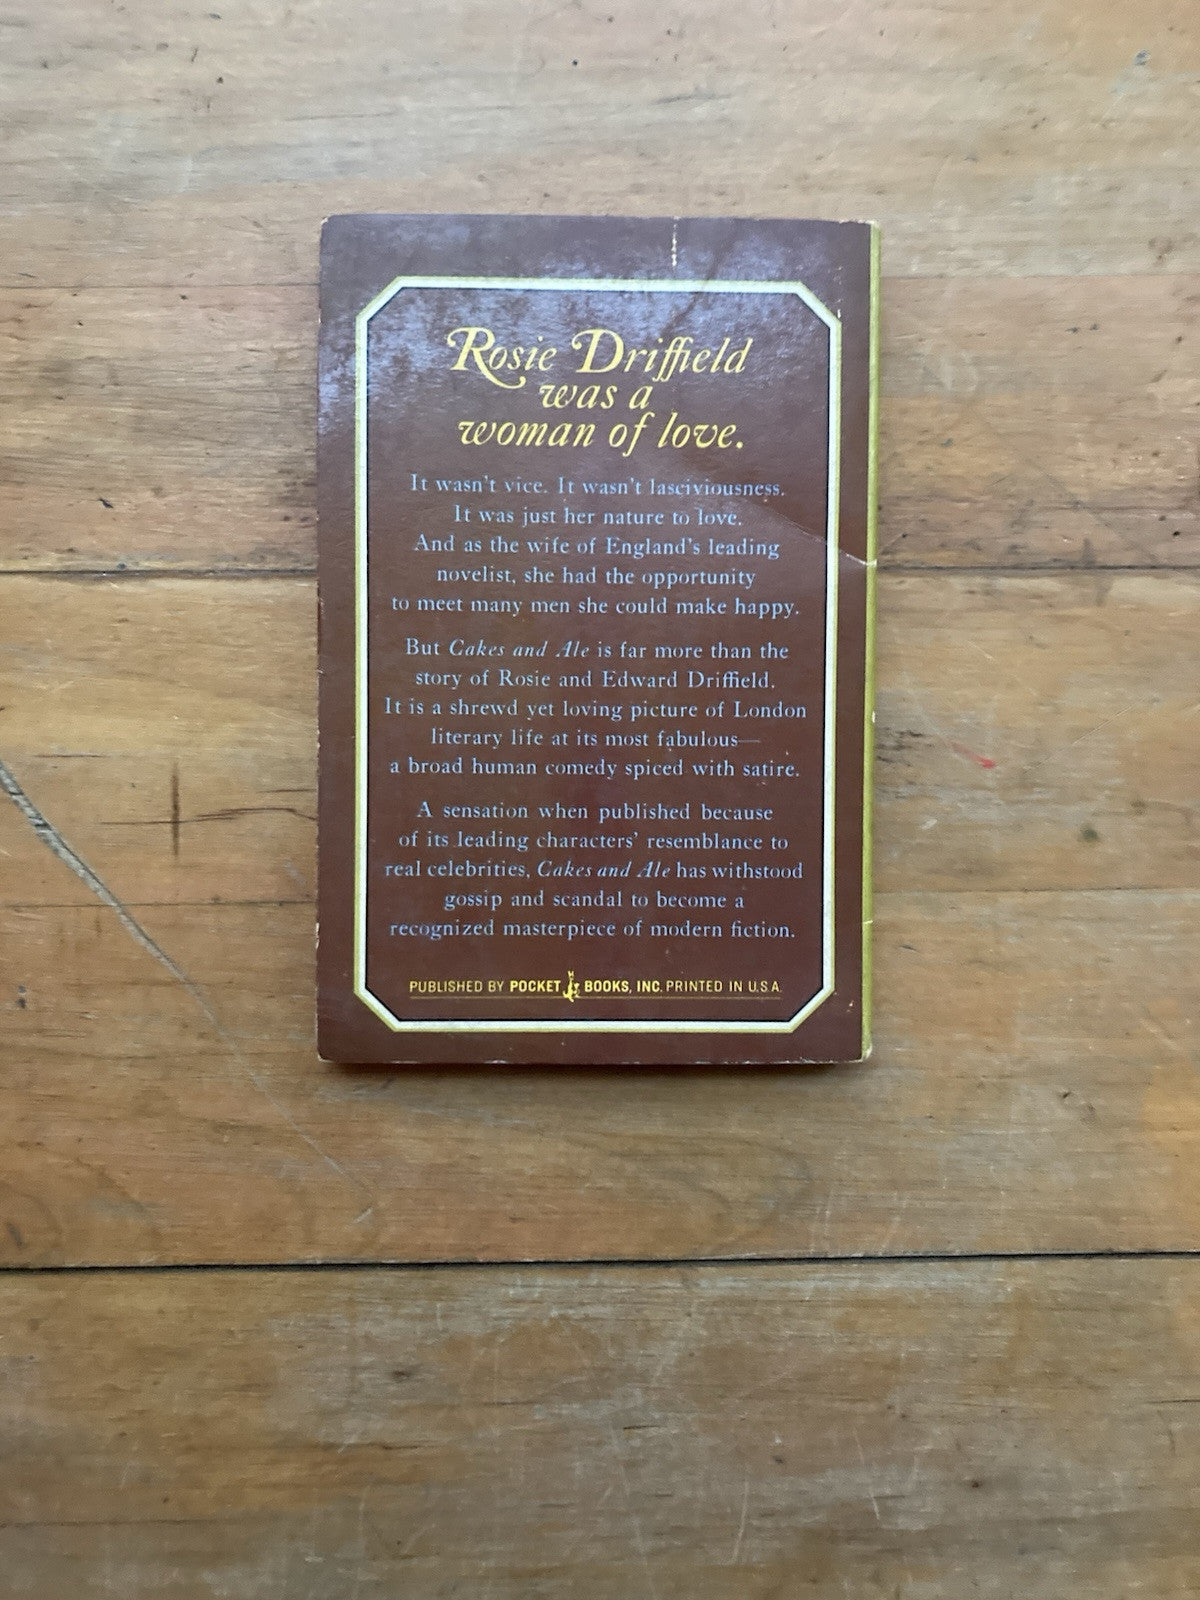 Rosie Driffield
was a
woman of love.
It wasn't vice. It wasn't lasciviousness.
It was just her nature to love.
And as the wife of England's leading
novelist, she had the opportunity
to meet many men she could make happy.
But Cakes and Ale is far more than the
story of Rosie and Edward Driffield.
It is a shrewd yet loving picture of London
literary life at its most fabulous—
a broad human comedy spiced with satire.
A sensation when published because
of its leading characters' resemblance to
real celebrities, Cakes and Ale has withstood
gossip and scandal to become a
recognized masterpiece of modern fiction.
PUBLISHED BY POCKET BOOKS, INC. PRINTED IN U.S.A.